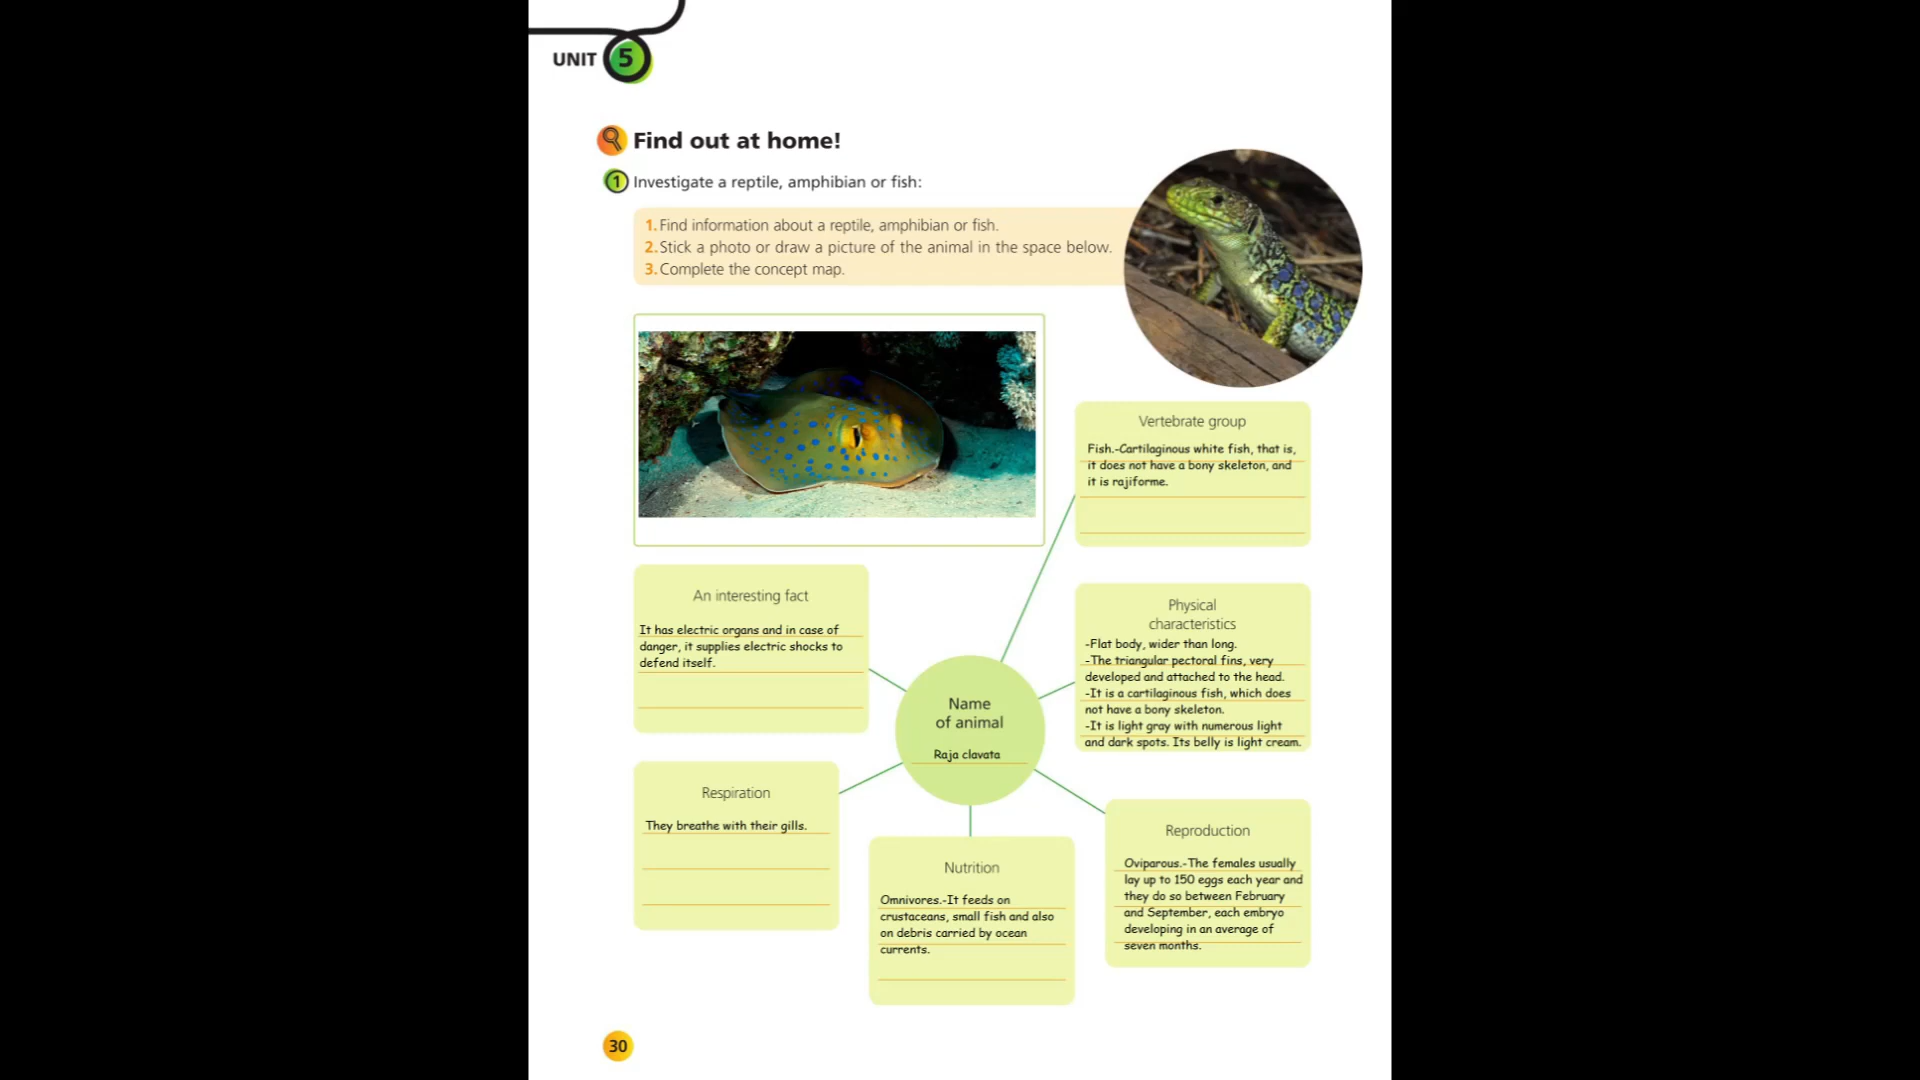 UNIT 5
Find out at home!
1 Investigate a reptile, amphibian or fish:
1. Find information about a reptile, amphibian or fish.
2. Stick a photo or draw a picture of the animal in the space below.
3. Complete the concept map.
Vertebrate group
Fish.-Cartilaginous white fish, that is,
it does not have a bony skeleton, and
it is rajiforme.
An interesting fact
It has electric organs and in case of
danger, it supplies electric shocks to
defend itself.
Physical
characteristics
-Flat body, wider than long.
-The triangular pectoral fins, very
developed and attached to the head.
-It is a cartilaginous fish, which does
not have a bony skeleton.
-It is light gray with numerous light
and dark spots. Its belly is light cream.
Name
of animal
Raja clavata
Respiration
They breathe with their gills.
Nutrition
Omnivores.-It feeds on
crustaceans, small fish and also
on debris carried by ocean
currents.
Reproduction
Oviparous.-The females usually
lay up to 150 eggs each year and
they do so between February
and September, each embryo
developing in an average of
seven months.
30